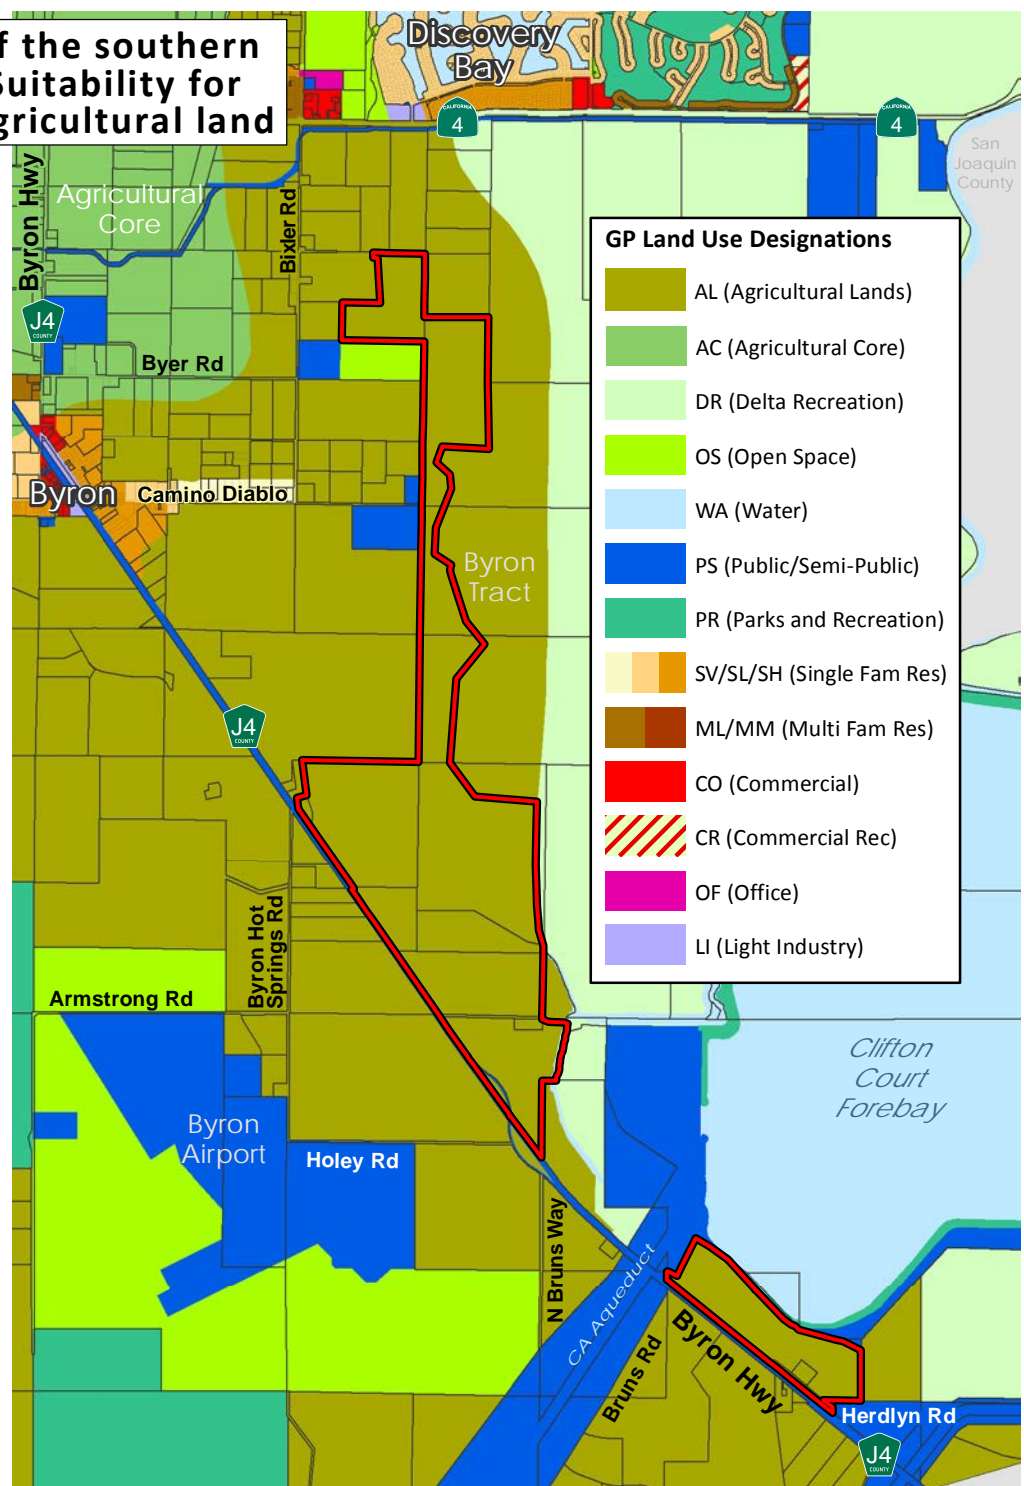 f the southern
Suitability for
gricultural land
Discovery
Bay
CALIFORNIA
4
CALIFORNIA
4
San
Joaquin
County
Byron Hwy
Agricultural
Core
Bixler Rd
J4
COUNTY
Byer Rd
Byron
Camino Diablo
Byron
Tract
J4
COUNTY
GP Land Use Designations
AL (Agricultural Lands)
AC (Agricultural Core)
DR (Delta Recreation)
OS (Open Space)
WA (Water)
PS (Public/Semi-Public)
PR (Parks and Recreation)
SV/SL/SH (Single Fam Res)
ML/MM (Multi Fam Res)
CO (Commercial)
CR (Commercial Rec)
OF (Office)
LI (Light Industry)
Byron Hot
Springs Rd
Armstrong Rd
Clifton
Court
Forebay
Byron
Airport
Holey Rd
N Bruns Way
CA Aqueduct
Bruns Rd
Byron Hwy
Herdlyn Rd
J4
COUNTY